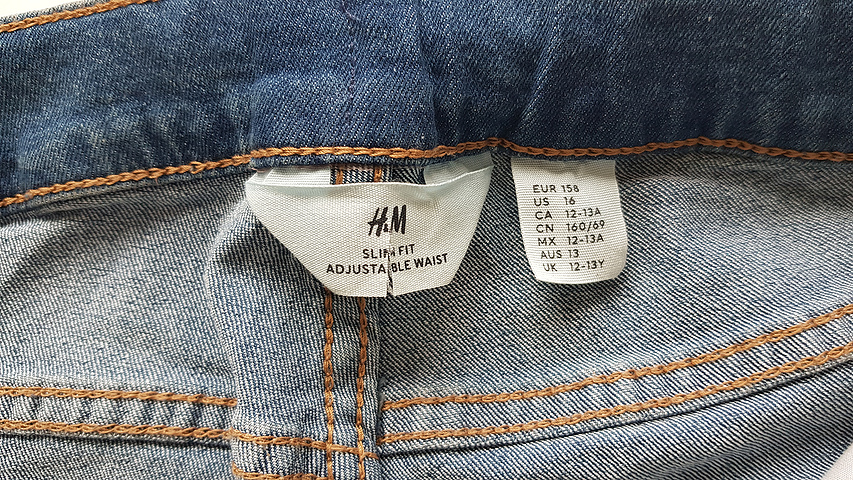 H&M
SLIM FIT
ADJUSTABLE WAIST
EUR 158
US 16
CA 12-13A
CN 160/69
MX 12-13A
AUS 13
UK 12-13Y